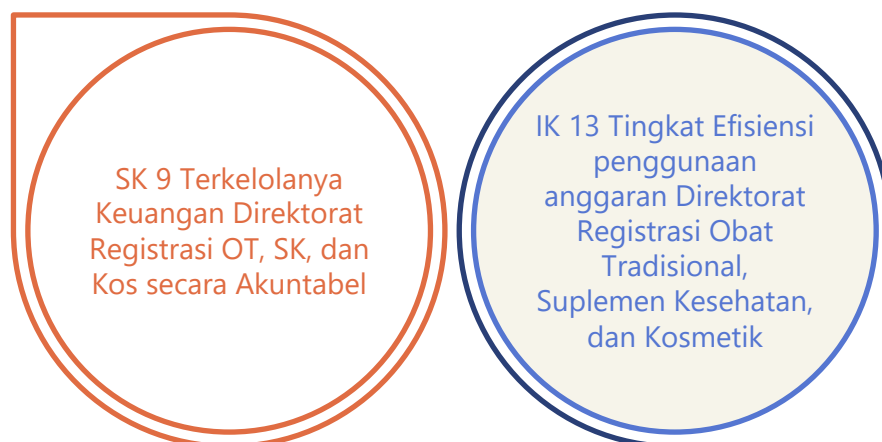 SK 9 Terkelolanya
Keuangan Direktorat
Registrasi OT, SK, dan
Kos secara Akuntabel
IK 13 Tingkat Efisiensi
penggunaan
anggaran Direktorat
Registrasi Obat
Tradisional,
Suplemen Kesehatan,
dan Kosmetik